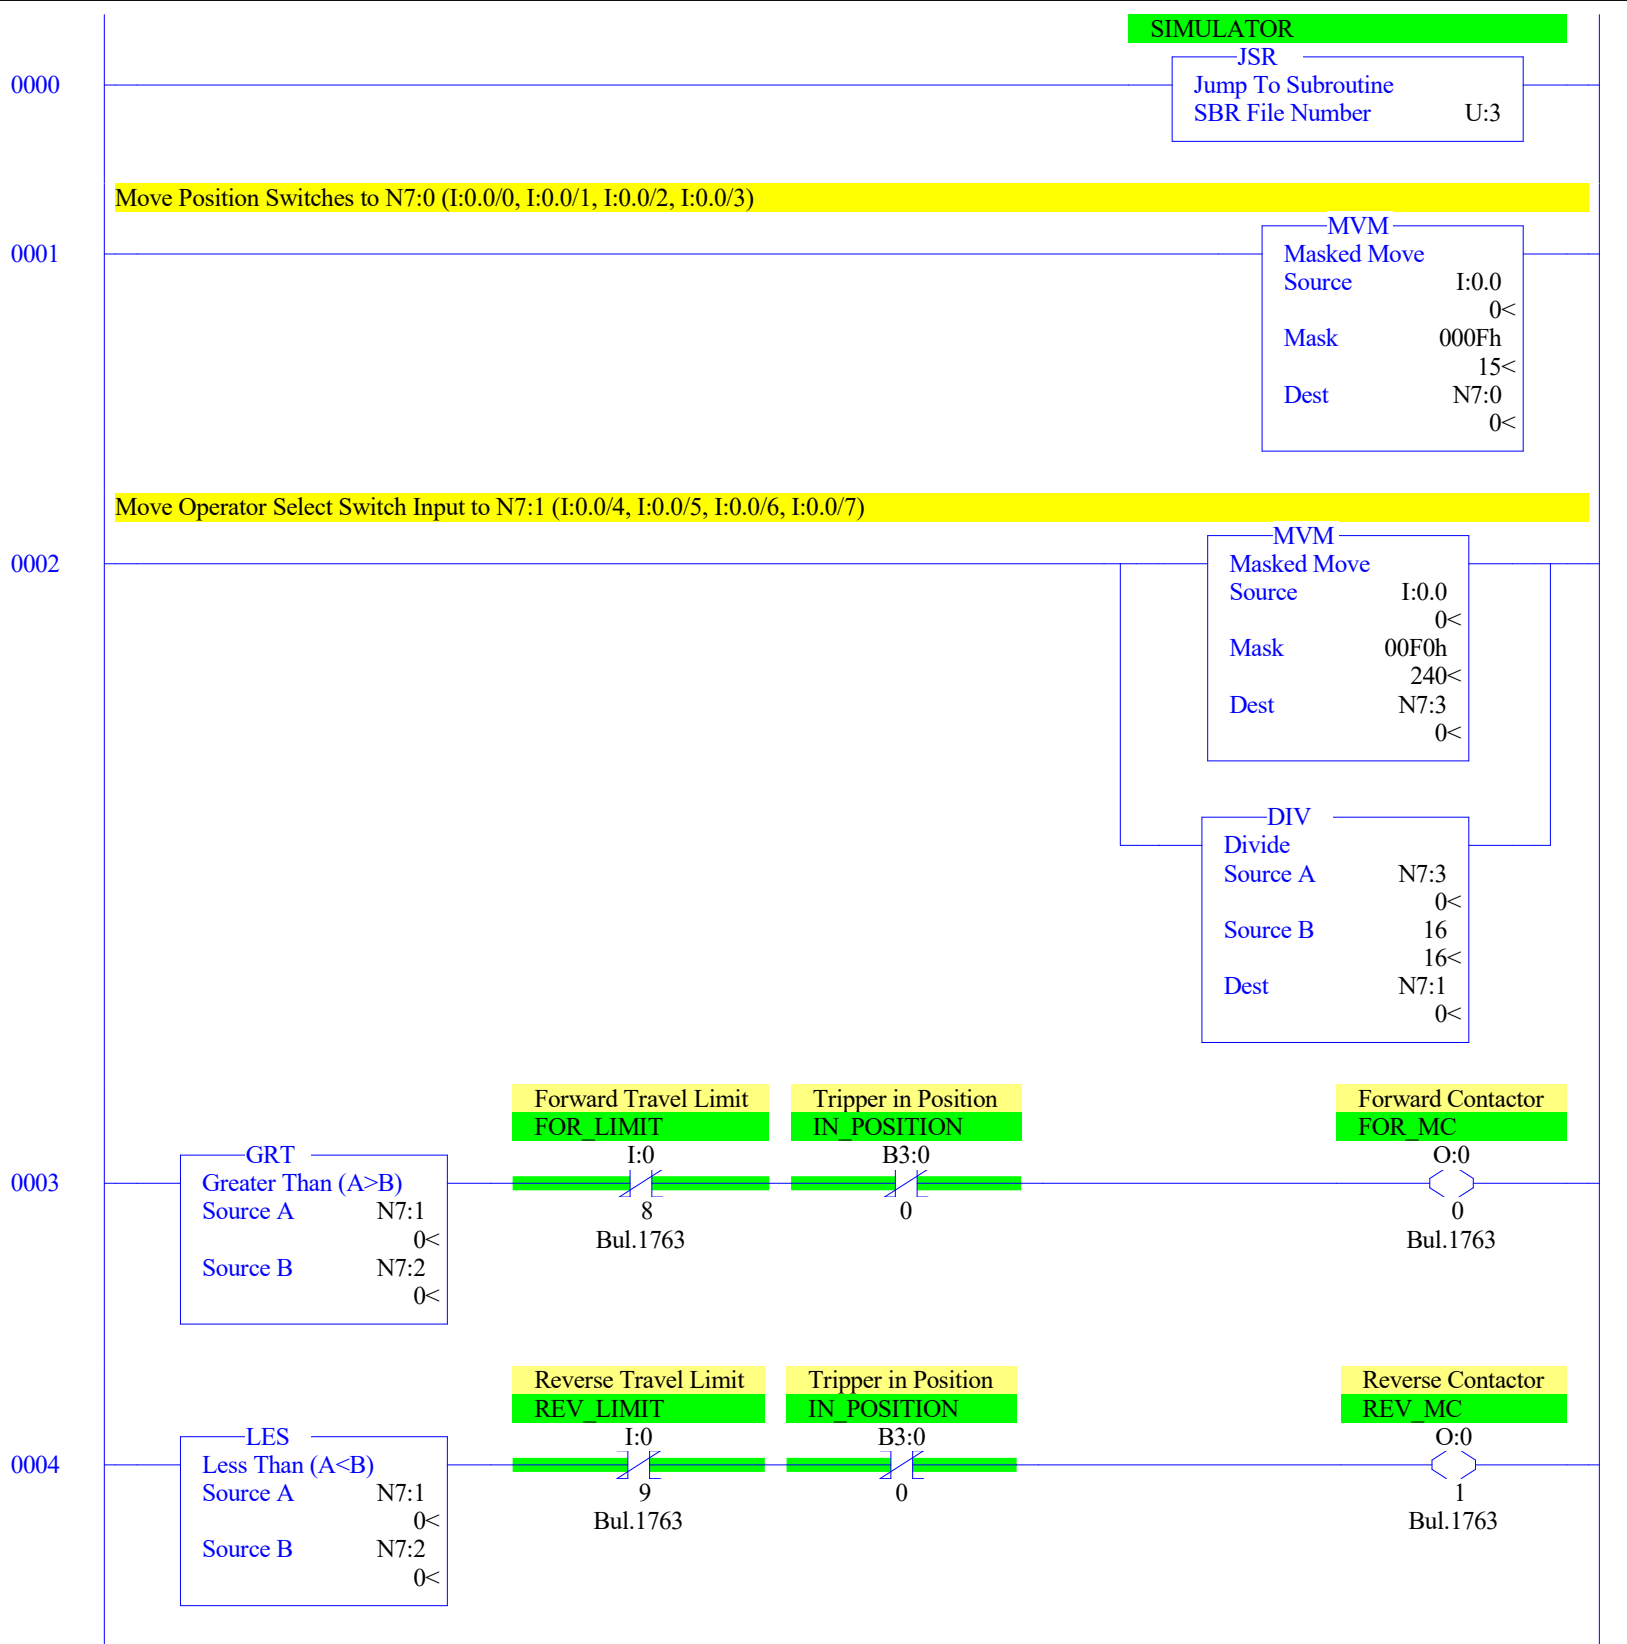 SIMULATOR
JSR
0000
Jump To Subroutine
SBR File Number U:3
Move Position Switches to N7:0 (I:0.0/0, I:0.0/1, I:0.0/2, I:0.0/3)
MVM
0001
Masked Move
Source I:0.0
0<
Mask 000Fh
15<
Dest N7:0
0<
Move Operator Select Switch Input to N7:1 (I:0.0/4, I:0.0/5, I:0.0/6, I:0.0/7)
MVM
0002
Masked Move
Source I:0.0
0<
Mask 00F0h
240<
Dest N7:3
0<
DIV
Divide
Source A N7:3
0<
Source B 16
16<
Dest N7:1
0<
0003
GRT
Greater Than (A>B)
Source A N7:1
0<
Source B N7:2
0<
Forward Travel Limit
FOR_LIMIT
I:0
8
Bul.1763
Tripper in Position
IN_POSITION
B3:0
0
Forward Contactor
FOR_MC
O:0
0
Bul.1763
0004
LES
Less Than (A<B)
Source A N7:1
0<
Source B N7:2
0<
Reverse Travel Limit
REV_LIMIT
I:0
9
Bul.1763
Tripper in Position
IN_POSITION
B3:0
0
Reverse Contactor
REV_MC
O:0
1
Bul.1763